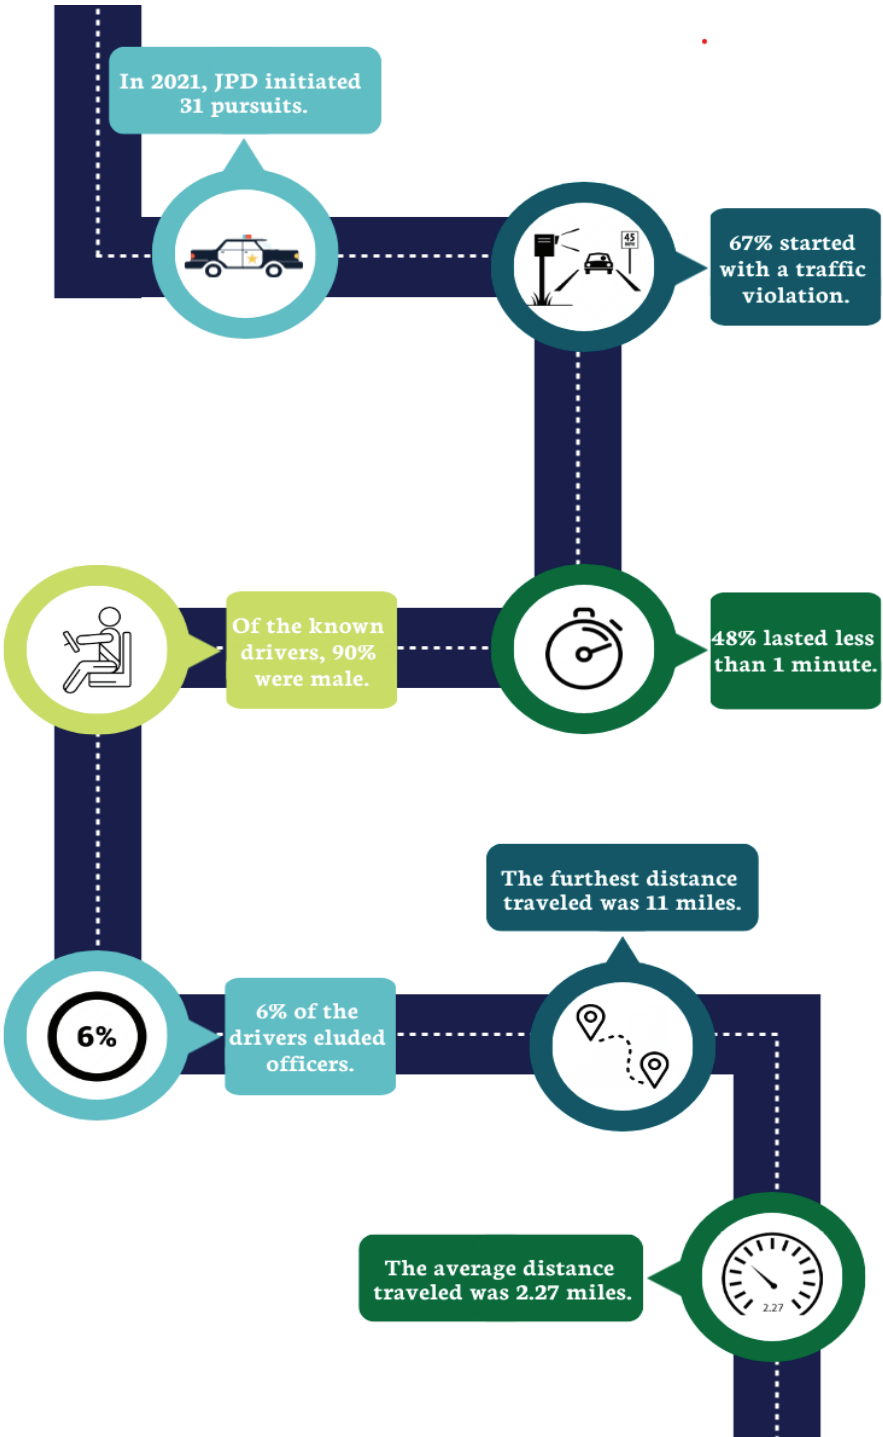 In 2021, JPD initiated
31 pursuits.
45
MPH
67% started
with a traffic
violation.
Of the known
drivers, 90%
were male.
48% lasted less
than 1 minute.
The furthest distance
traveled was 11 miles.
6%
6% of the
drivers eluded
officers.
The average distance
traveled was 2.27 miles.
2.27